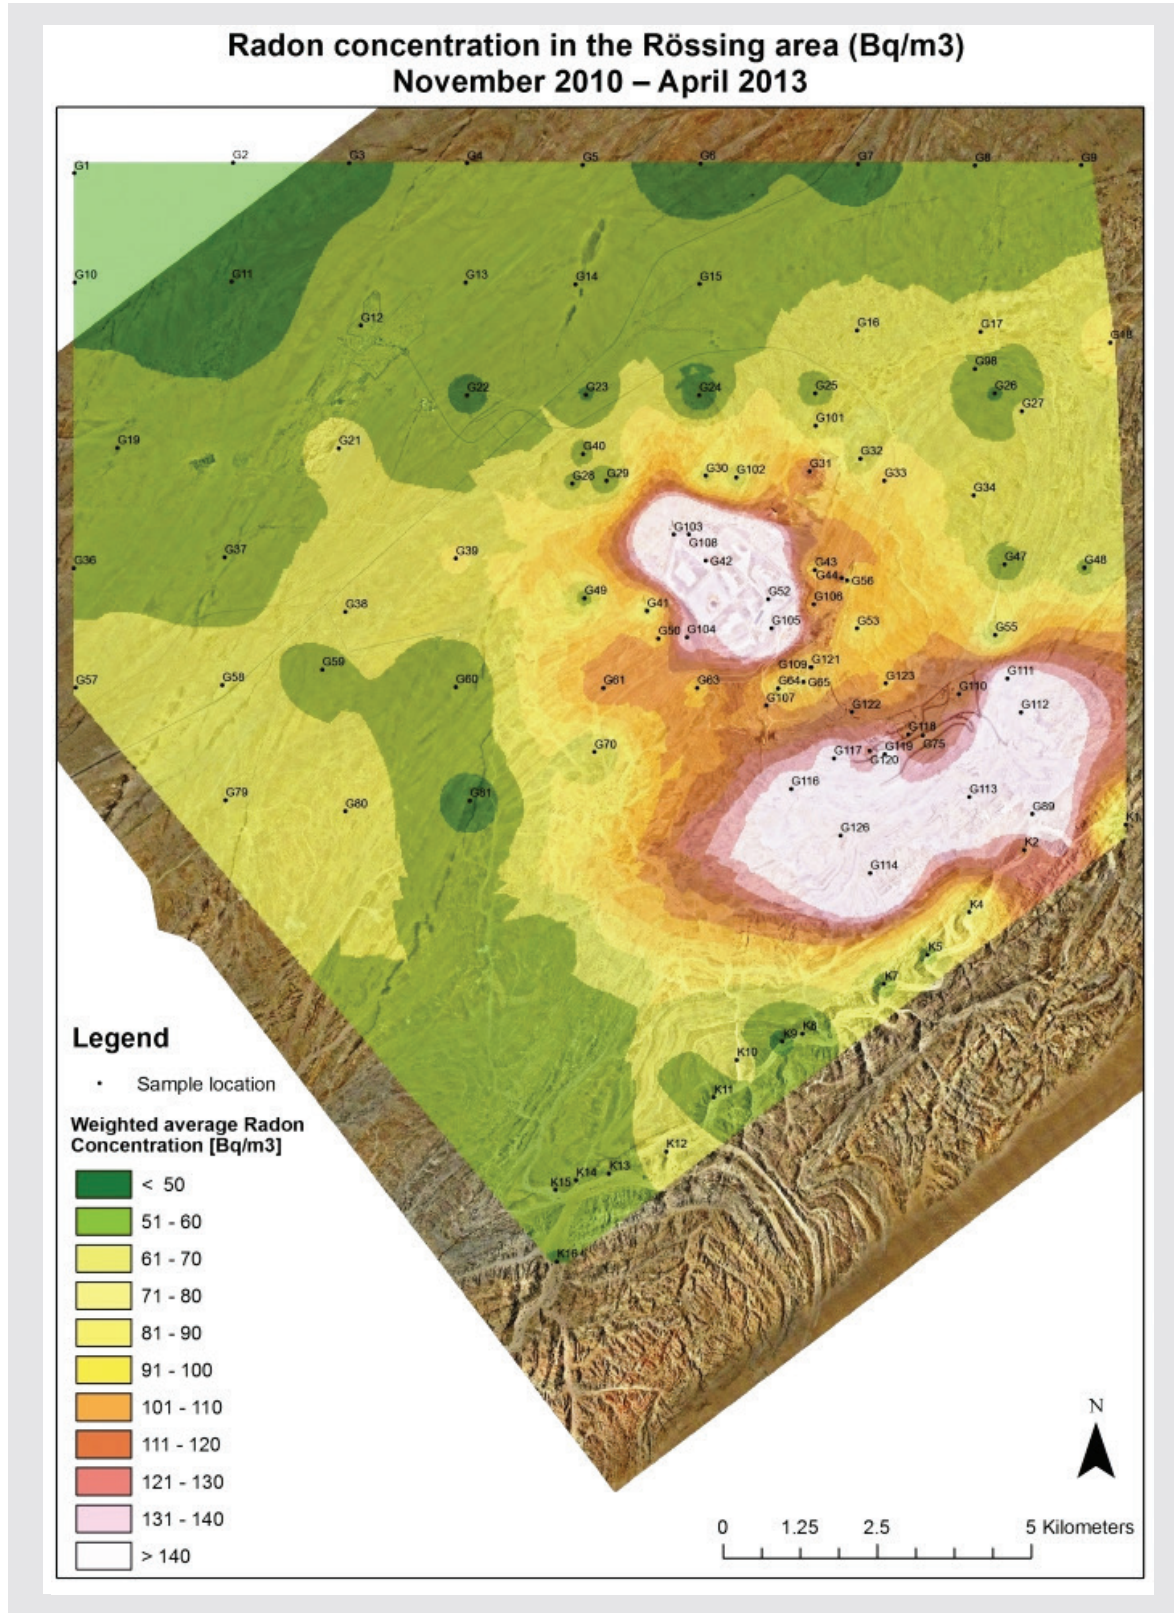 Radon concentration in the Rössing area (Bq/m3)
November 2010 – April 2013
G1
G2
G3
G4
G5
G6
G7
G8
G9
G10
G11
G13
G14
G15
G12
G16
G17
G18
G98
G22
G23
G24
G25
G26
G27
G101
G19
G21
G40
G32
G28
G29
G30
G102
G31
G33
G34
G103
G108
G36
G37
G39
G42
G43
G44
G56
G47
G48
G49
G41
G52
G106
G38
G50
G104
G105
G53
G55
G59
G109
G121
G57
G58
G60
G61
G63
G64
G65
G123
G110
G111
G107
G122
G112
G70
G117
G118
G119
G75
G120
G79
G80
G81
G116
G113
G89
G126
K2
G114
K4
K5
K7
K9
K10
K11
K12
K13
K14
K15
K16
Legend
Sample location
Weighted average Radon
Concentration [Bq/m3]
< 50
51 - 60
61 - 70
71 - 80
81 - 90
91 - 100
101 - 110
111 - 120
121 - 130
131 - 140
> 140
N
0 1.25 2.5 5 Kilometers